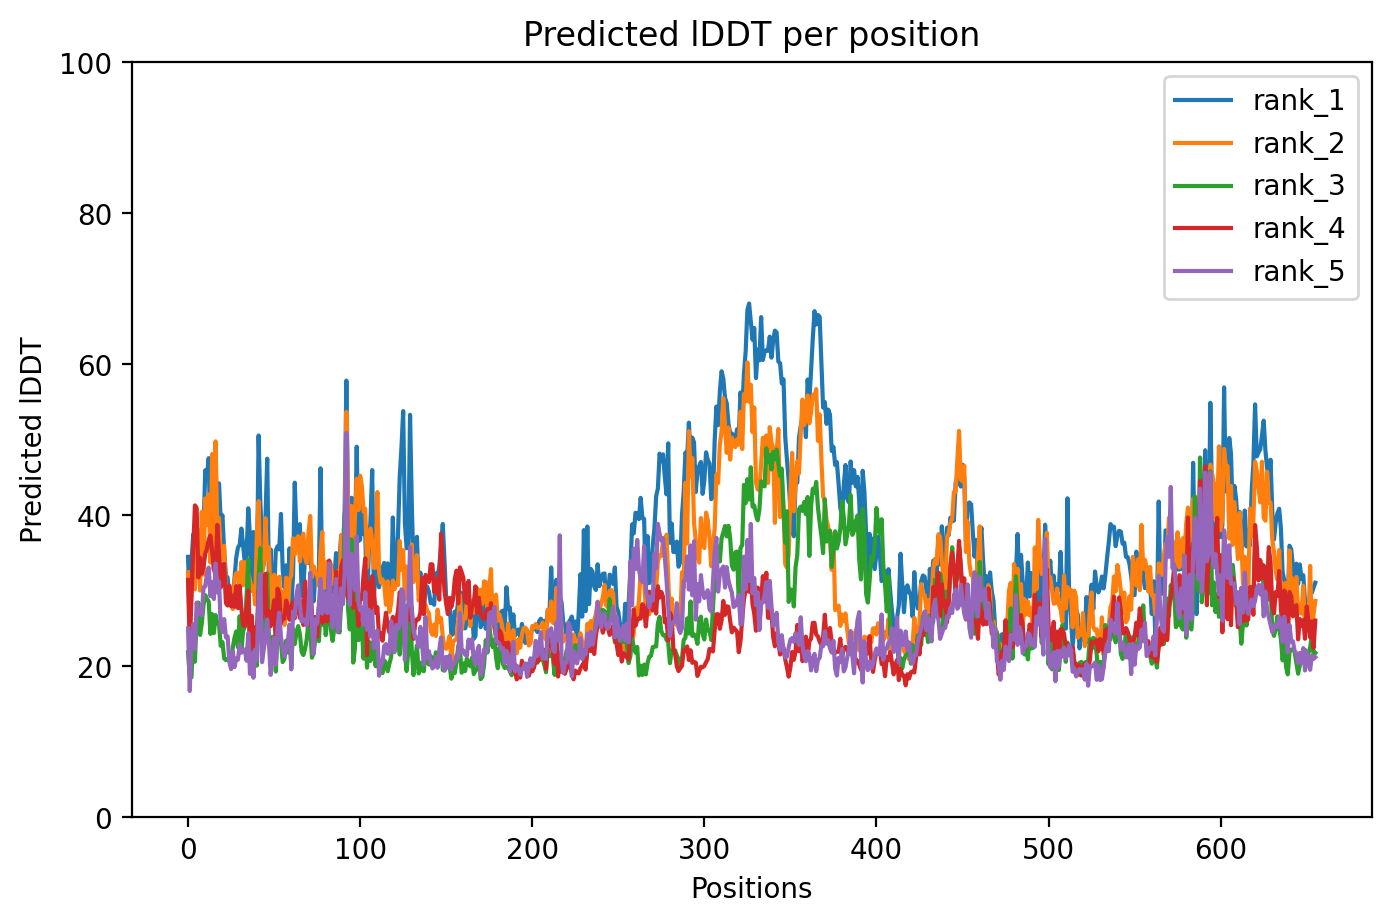 Predicted lDDT per position
100
80
60
40
20
0
Predicted lDDT
rank_1
rank_2
rank_3
rank_4
rank_5
0 100 200 300 400 500 600
Positions